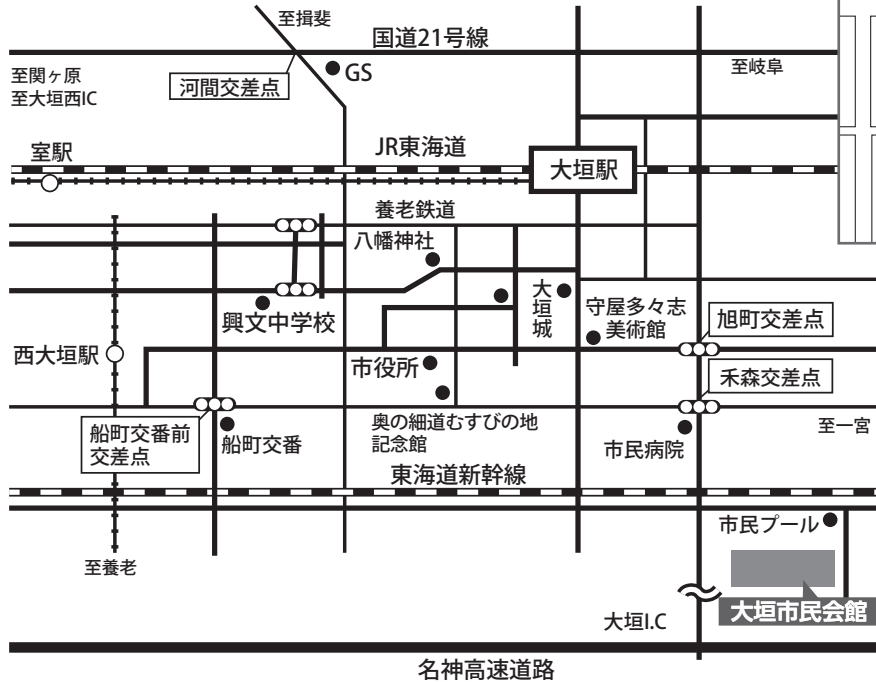 至揖斐
国道21号線
至関ヶ原
至大垣西IC
河間交差点
GS
至岐阜
室駅
JR東海道
大垣駅
養老鉄道
八幡神社
大垣城
興文中学校
守屋多々志
美術館
旭町交差点
西大垣駅
市役所
禾森交差点
船町交番前
交差点
船町交番
奥の細道むすびの地
記念館
市民病院
至一宮
東海道新幹線
市民プール
至養老
大垣I.C
大垣市民会館
名神高速道路